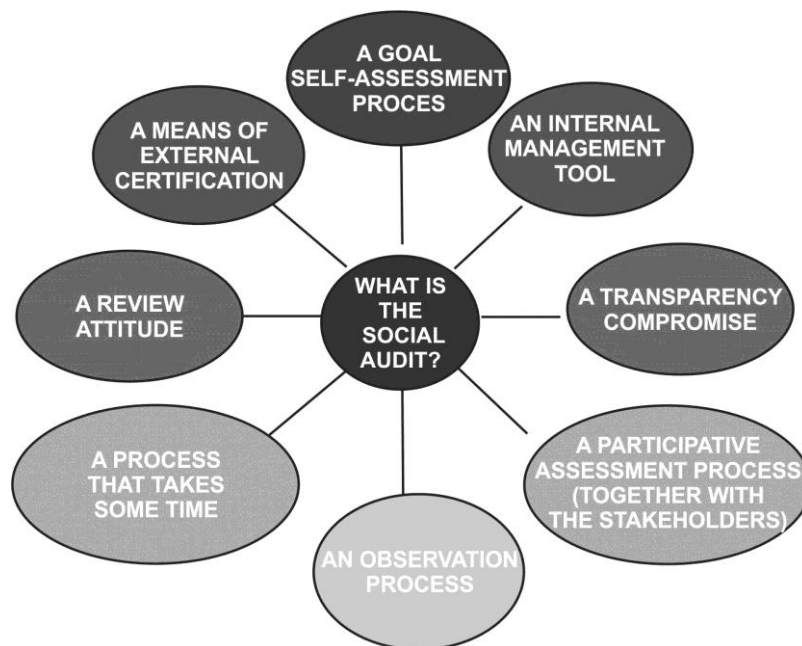 A GOAL
SELF-ASSESSMENT
PROCES
A MEANS OF
EXTERNAL
CERTIFICATION
AN INTERNAL
MANAGEMENT
TOOL
WHAT IS
THE
SOCIAL
AUDIT?
A REVIEW
ATTITUDE
A TRANSPARENCY
COMPROMISE
A PROCESS
THAT TAKES
SOME TIME
A PARTICIPATIVE
ASSESSMENT PROCESS
(TOGETHER WITH
THE STAKEHOLDERS)
AN OBSERVATION
PROCESS